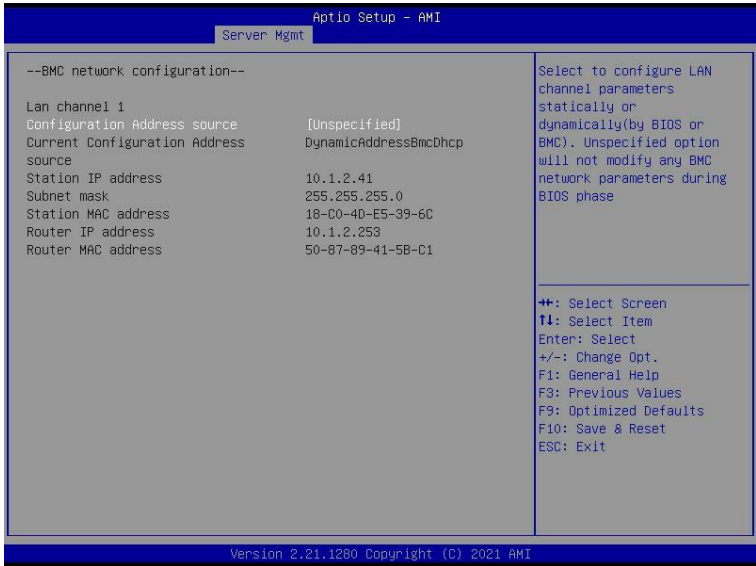 Aptio Setup - AMI
Server Mgmt
--BMC network configuration--
Lan channel 1
Configuration Address source [Unspecified]
Current Configuration Address DynamicAddressBmcDhcp
source
Station IP address 10.1.2.41
Subnet mask 255.255.255.0
Station MAC address 18-C0-4D-E5-39-6C
Router IP address 10.1.2.253
Router MAC address 50-87-89-41-5B-C1
Select to configure LAN
channel parameters
statically or
dynamically(by BIOS or
BMC). Unspecified option
will not modify any BMC
network parameters during
BIOS phase
→←: Select Screen
↑↓: Select Item
Enter: Select
+/-: Change Opt.
F1: General Help
F3: Previous Values
F9: Optimized Defaults
F10: Save & Reset
ESC: Exit
Version 2.21.1280 Copyright (C) 2021 AMI